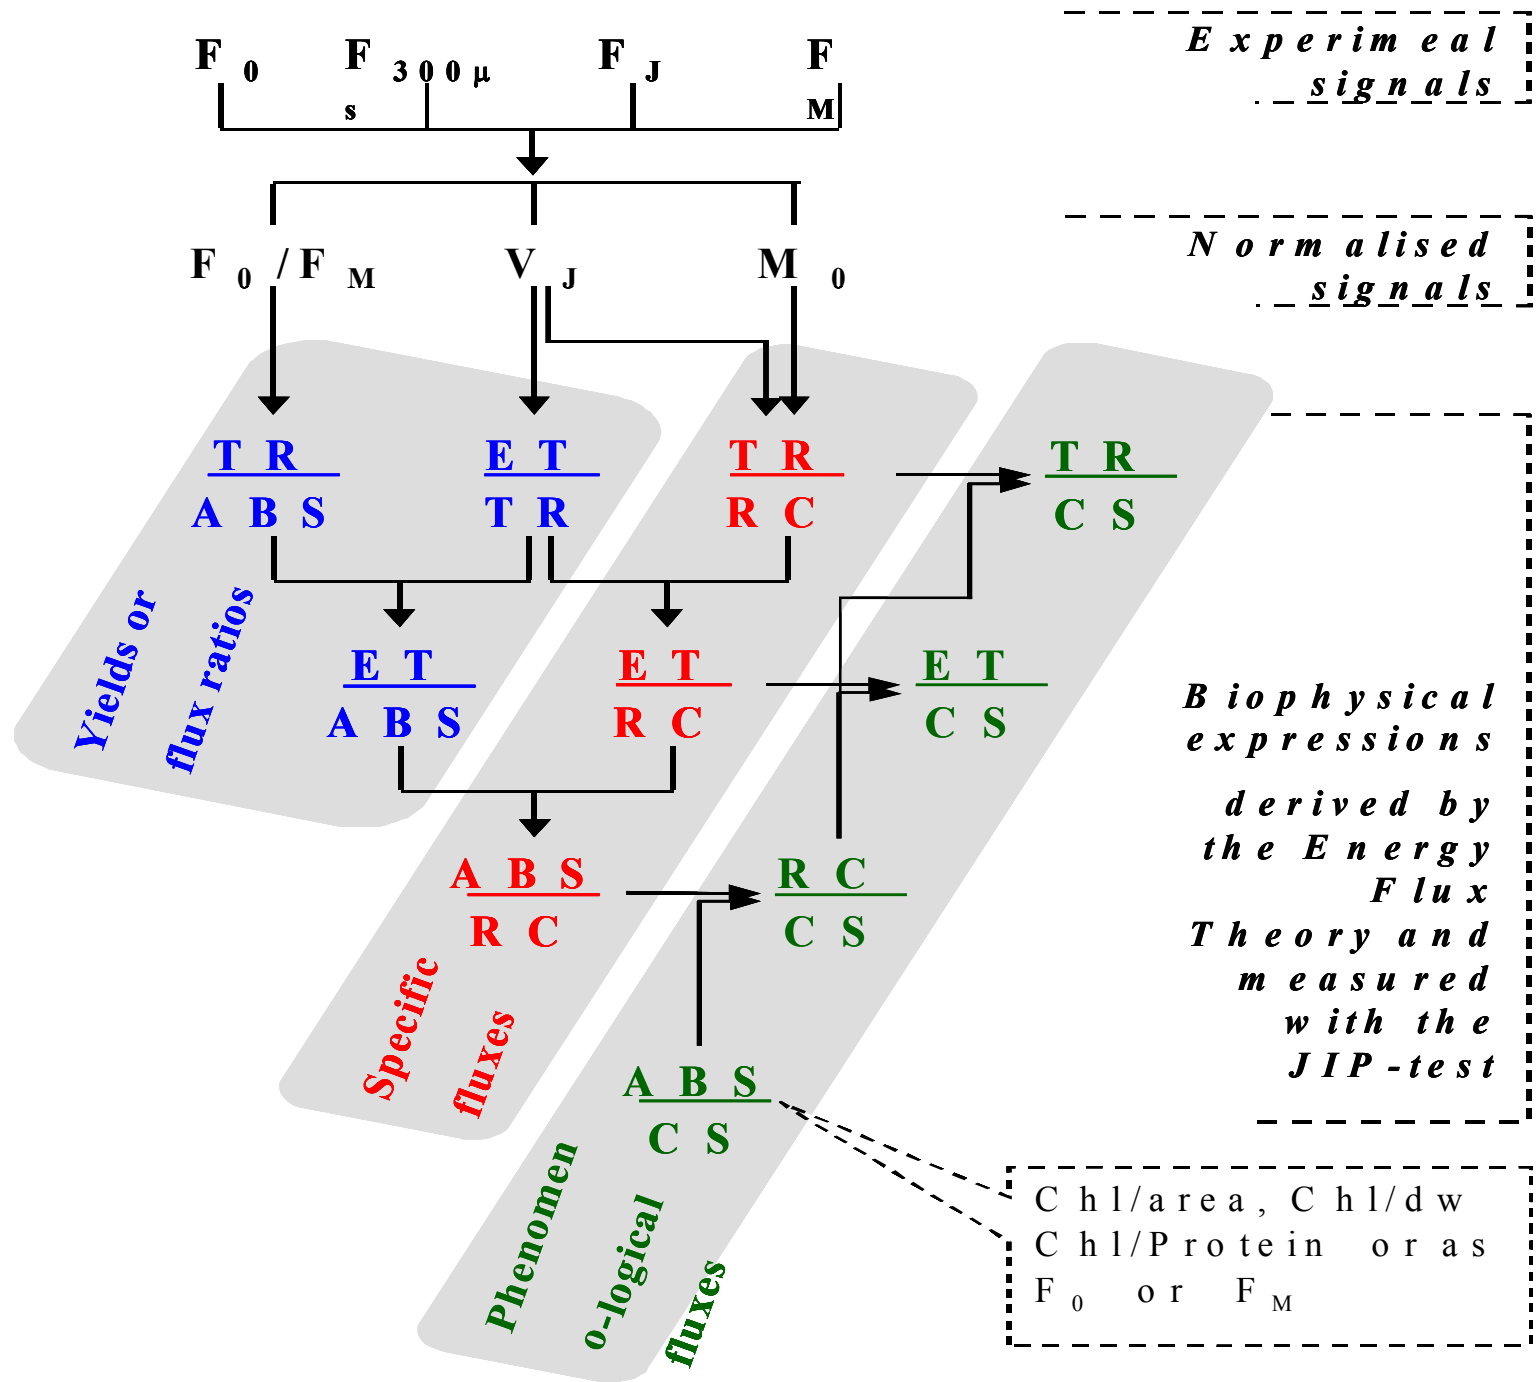 F0 F300μs FJ FM
Experimeal
signals
F0/FM VJ M0
Normalised
signals
TR ET TR TR
ABS TR RC CS
Yields or
flux ratios
ET ET ET
ABS RC CS
Biophysical
expressions
derived by
the Energy
Flux
Theory and
measured
with the
JIP-test
ABS RC
RC CS
Specific
fluxes
ABS
CS
Phenomen
o-logical
fluxes
Chl/area, Chl/dw
Chl/Protein or as
F0 or FM